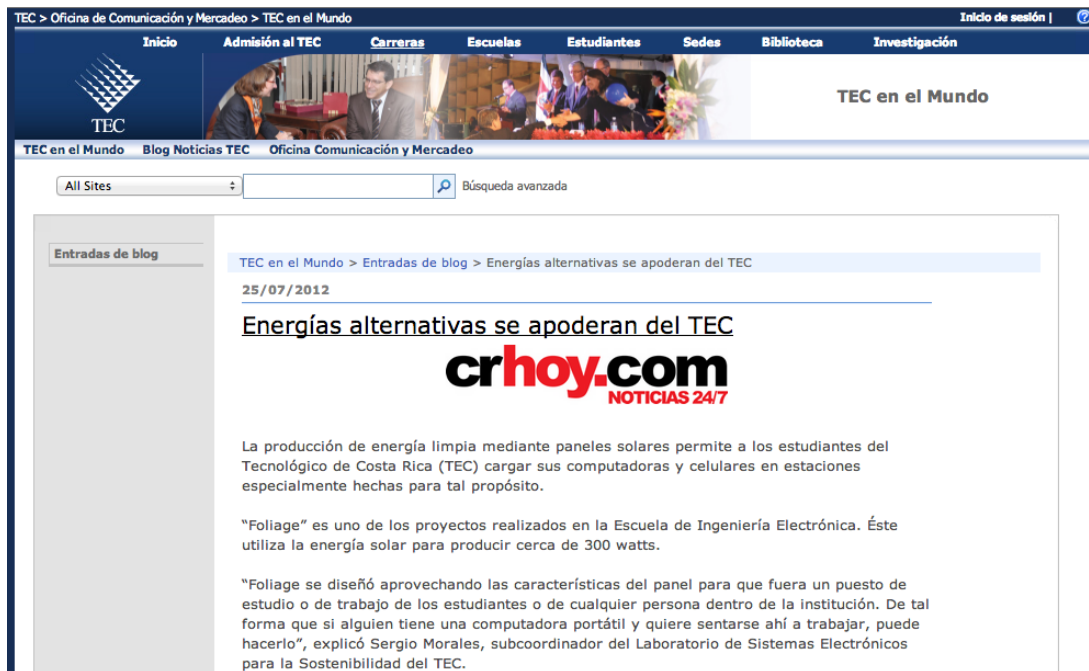 TEC > Oficina de Comunicación y Mercadeo > TEC en el Mundo
Inicio de sesión |
Inicio Admisión al TEC Carreras Escuelas Estudiantes Sedes Biblioteca Investigación
TEC
TEC en el Mundo
TEC en el Mundo Blog Noticias TEC Oficina Comunicación y Mercadeo
All Sites
Búsqueda avanzada
Entradas de blog
TEC en el Mundo > Entradas de blog > Energías alternativas se apoderan del TEC
25/07/2012
Energías alternativas se apoderan del TEC
crhoy.com
NOTICIAS 24/7
La producción de energía limpia mediante paneles solares permite a los estudiantes del
Tecnológico de Costa Rica (TEC) cargar sus computadoras y celulares en estaciones
especialmente hechas para tal propósito.
“Foliage” es uno de los proyectos realizados en la Escuela de Ingeniería Electrónica. Éste
utiliza la energía solar para producir cerca de 300 watts.
“Foliage se diseñó aprovechando las características del panel para que fuera un puesto de
estudio o de trabajo de los estudiantes o de cualquier persona dentro de la institución. De tal
forma que si alguien tiene una computadora portátil y quiere sentarse ahí a trabajar, puede
hacerlo”, explicó Sergio Morales, subcoordinador del Laboratorio de Sistemas Electrónicos
para la Sostenibilidad del TEC.